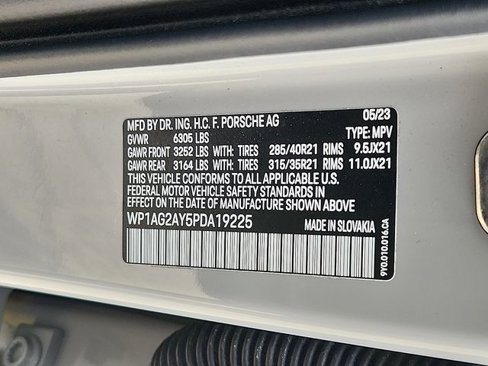 MFD BY DR. ING. H.C. F. PORSCHE AG 05/23
GVWR 6305 LBS TYPE: MPV
GAWR FRONT 3252 LBS WITH: TIRES 285/40R21 RIMS 9.5JX21
GAWR REAR 3164 LBS WITH: TIRES 315/35R21 RIMS 11.0JX21
THIS VEHICLE CONFORMS TO ALL APPLICABLE U.S.
FEDERAL MOTOR VEHICLE SAFETY STANDARDS IN
EFFECT ON THE DATE OF MANUFACTURE SHOWN ABOVE
WP1AG2AY5PDA19225 MADE IN SLOVAKIA
9Y0.010.016.CA